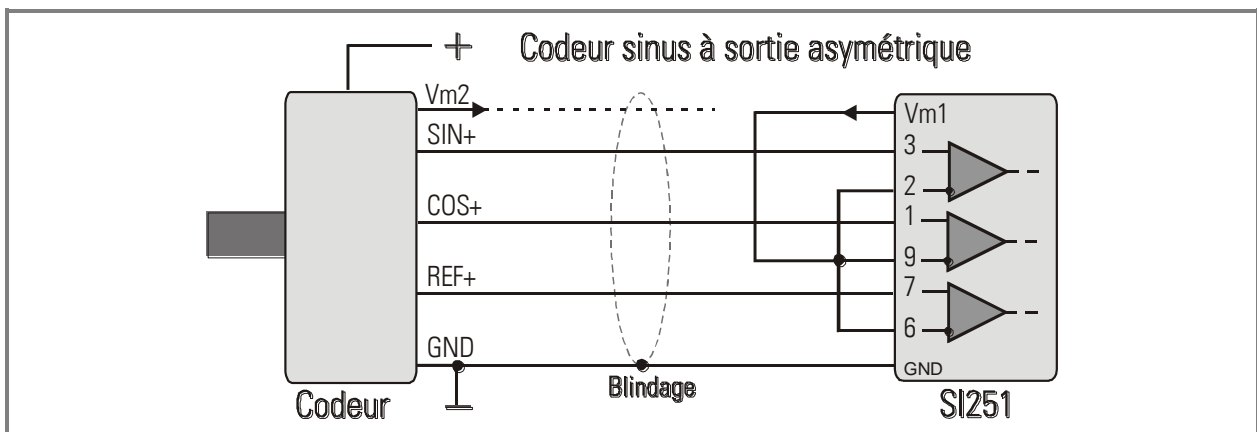 + Codeur sinus à sortie asymétrique
Vm2
Vm1
SIN+
3
2
COS+
1
9
REF+
7
6
GND
GND
Blindage
Codeur
SI251